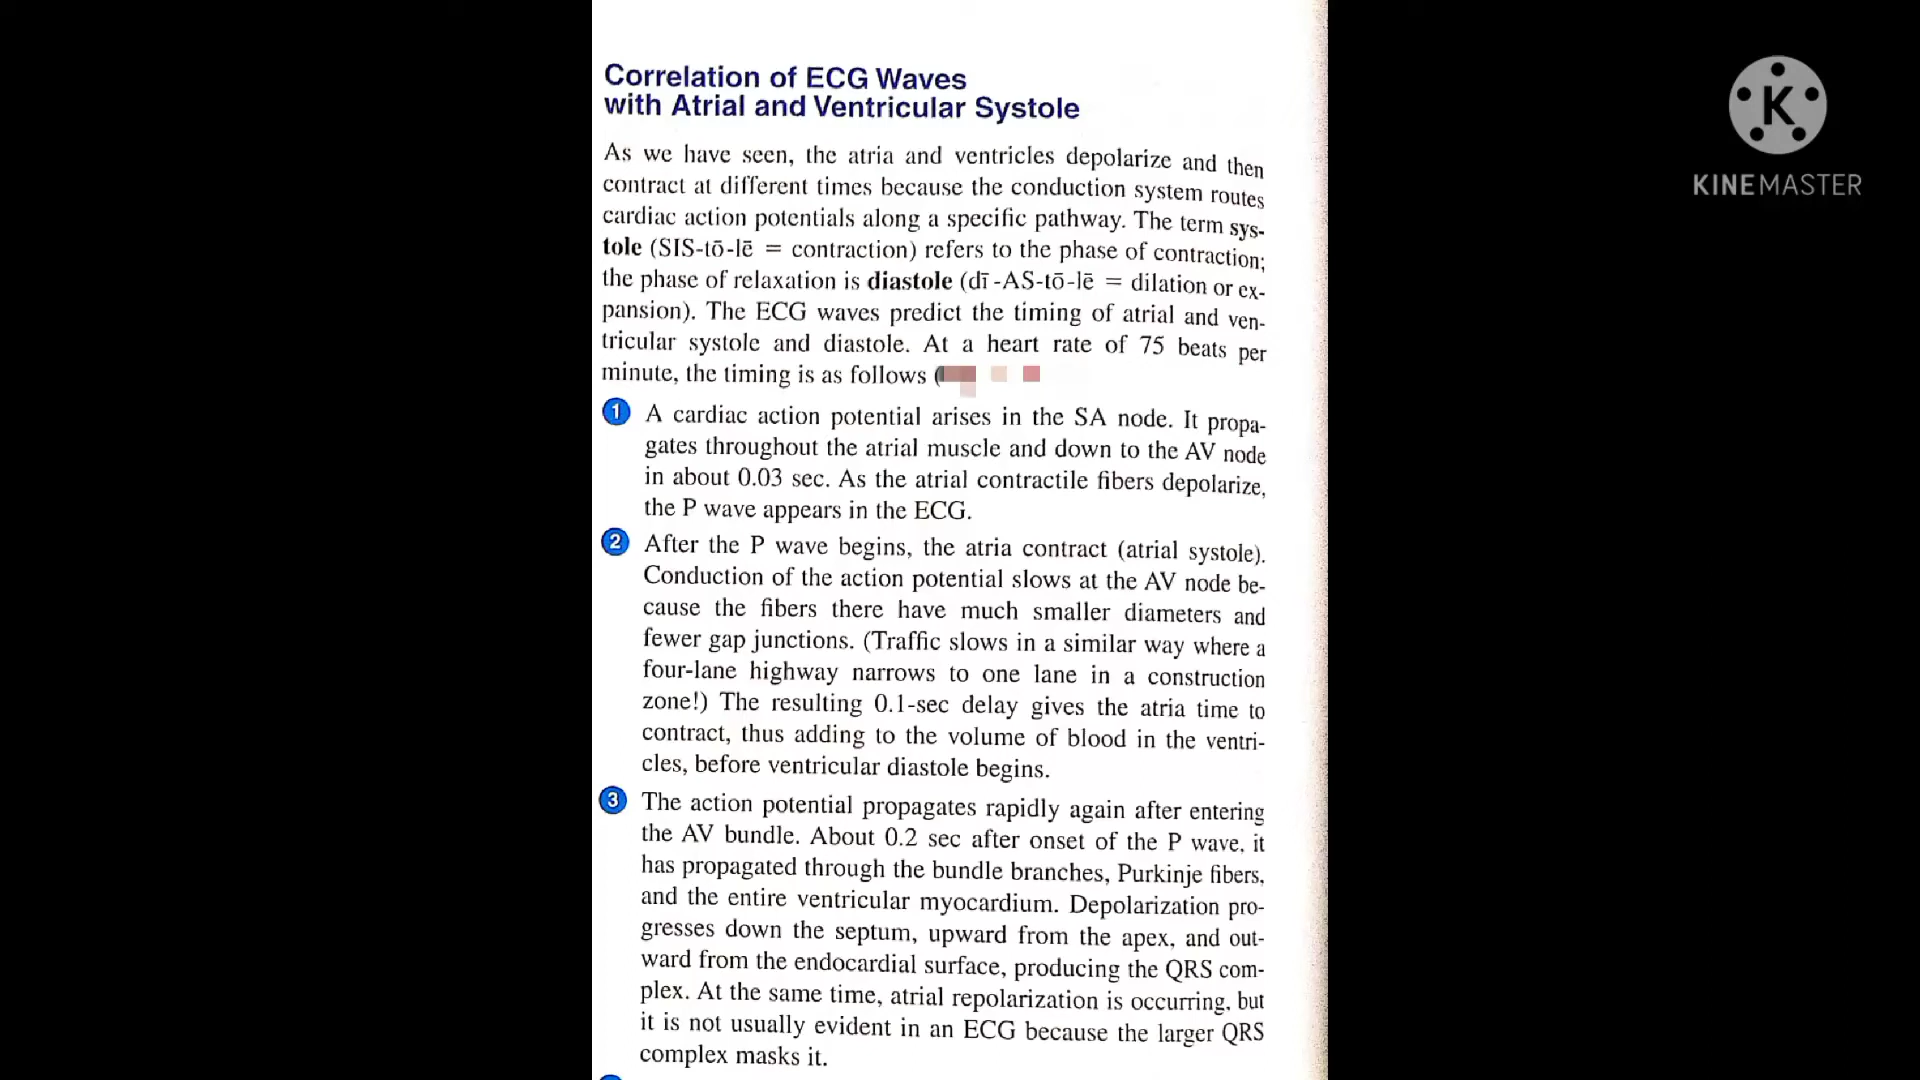 Correlation of ECG Waves
with Atrial and Ventricular Systole
As we have seen, the atria and ventricles depolarize and then
contract at different times because the conduction system routes
cardiac action potentials along a specific pathway. The term sys-
tole (SIS-tō-lē = contraction) refers to the phase of contraction;
the phase of relaxation is diastole (dī -AS-tō-lē = dilation or ex-
pansion). The ECG waves predict the timing of atrial and ven-
tricular systole and diastole. At a heart rate of 75 beats per
minute, the timing is as follows (
1 A cardiac action potential arises in the SA node. It propa-
gates throughout the atrial muscle and down to the AV node
in about 0.03 sec. As the atrial contractile fibers depolarize,
the P wave appears in the ECG.
2 After the P wave begins, the atria contract (atrial systole).
Conduction of the action potential slows at the AV node be-
cause the fibers there have much smaller diameters and
fewer gap junctions. (Traffic slows in a similar way where a
four-lane highway narrows to one lane in a construction
zone!) The resulting 0.1-sec delay gives the atria time to
contract, thus adding to the volume of blood in the ventri-
cles, before ventricular diastole begins.
3 The action potential propagates rapidly again after entering
the AV bundle. About 0.2 sec after onset of the P wave, it
has propagated through the bundle branches, Purkinje fibers,
and the entire ventricular myocardium. Depolarization pro-
gresses down the septum, upward from the apex, and out-
ward from the endocardial surface, producing the QRS com-
plex. At the same time, atrial repolarization is occurring, but
it is not usually evident in an ECG because the larger QRS
complex masks it.
K
KINEMASTER